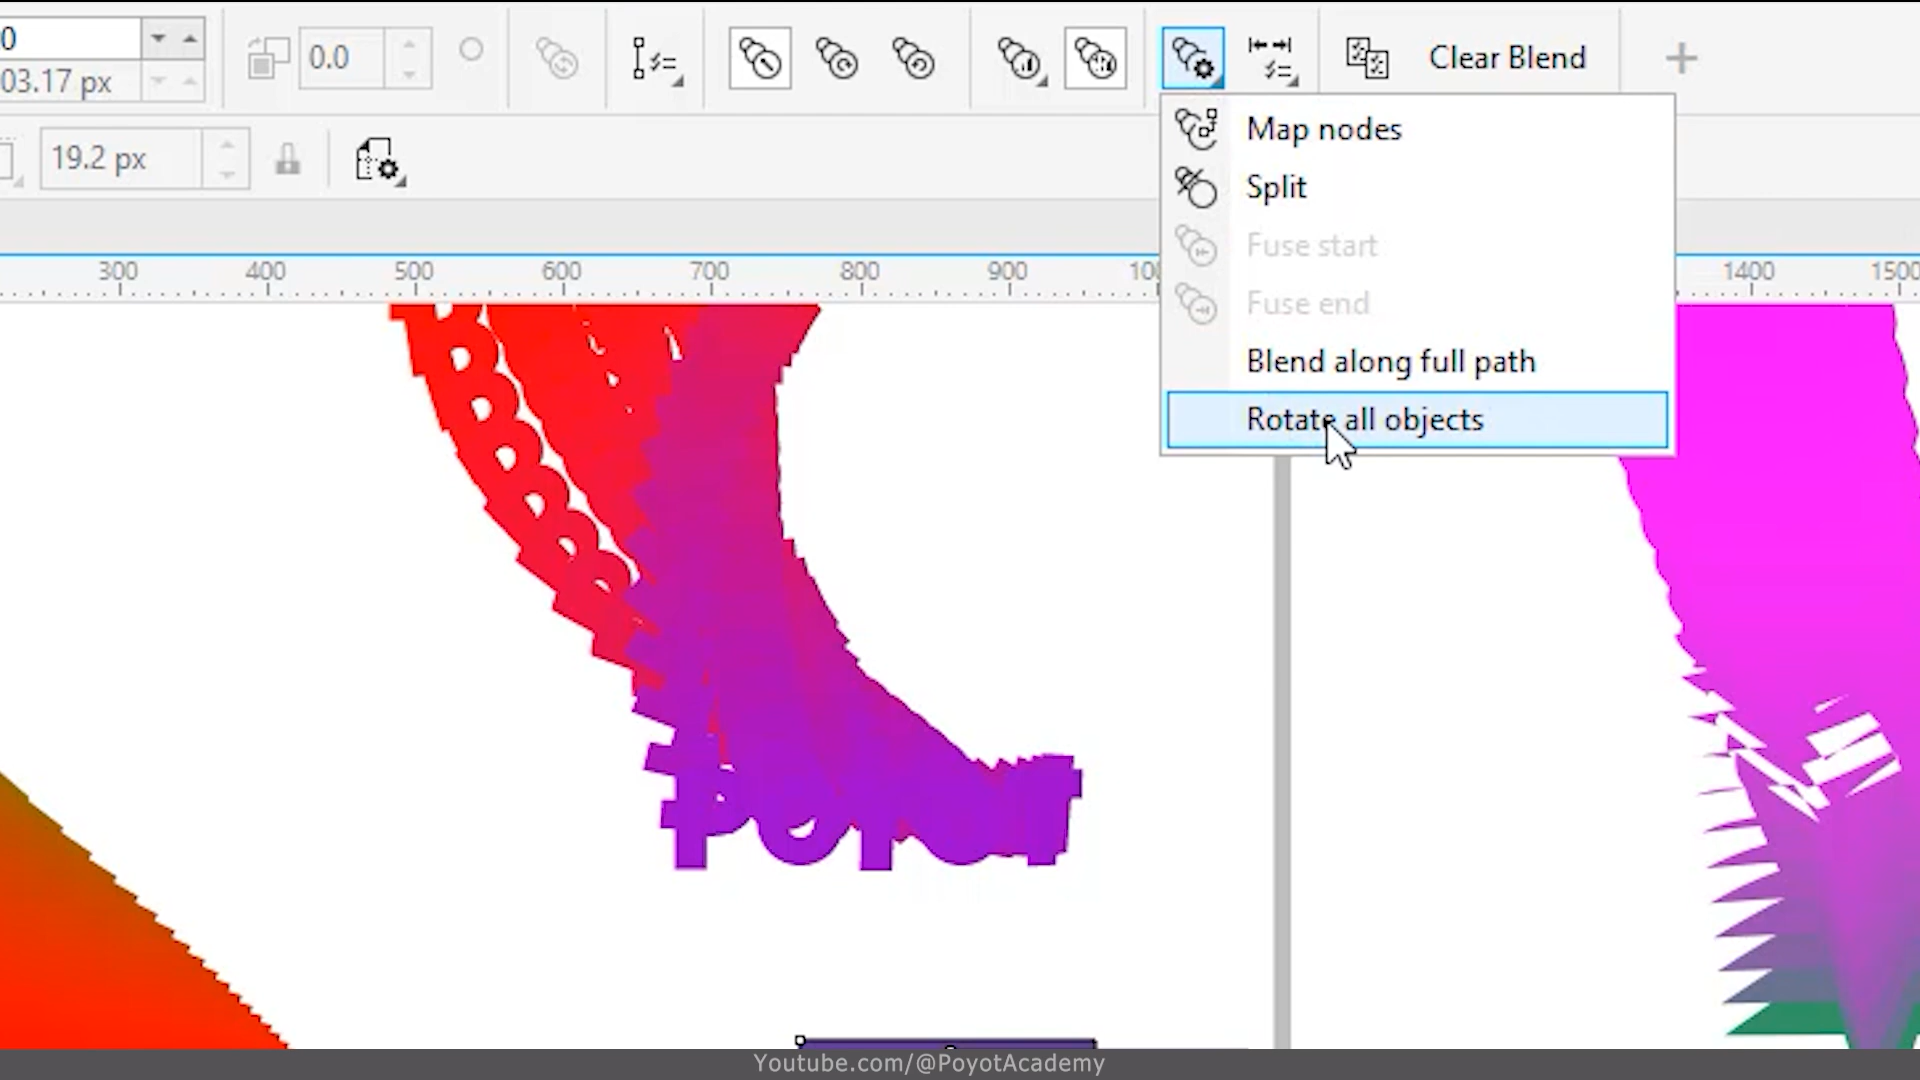 0
03.17 px
0.0
Clear Blend
19.2 px
Map nodes
Split
Fuse start
Fuse end
Blend along full path
Rotate all objects
300 400 500 600 700 800 900 10 1400 1500
Youtube.com/@PoyotAcademy